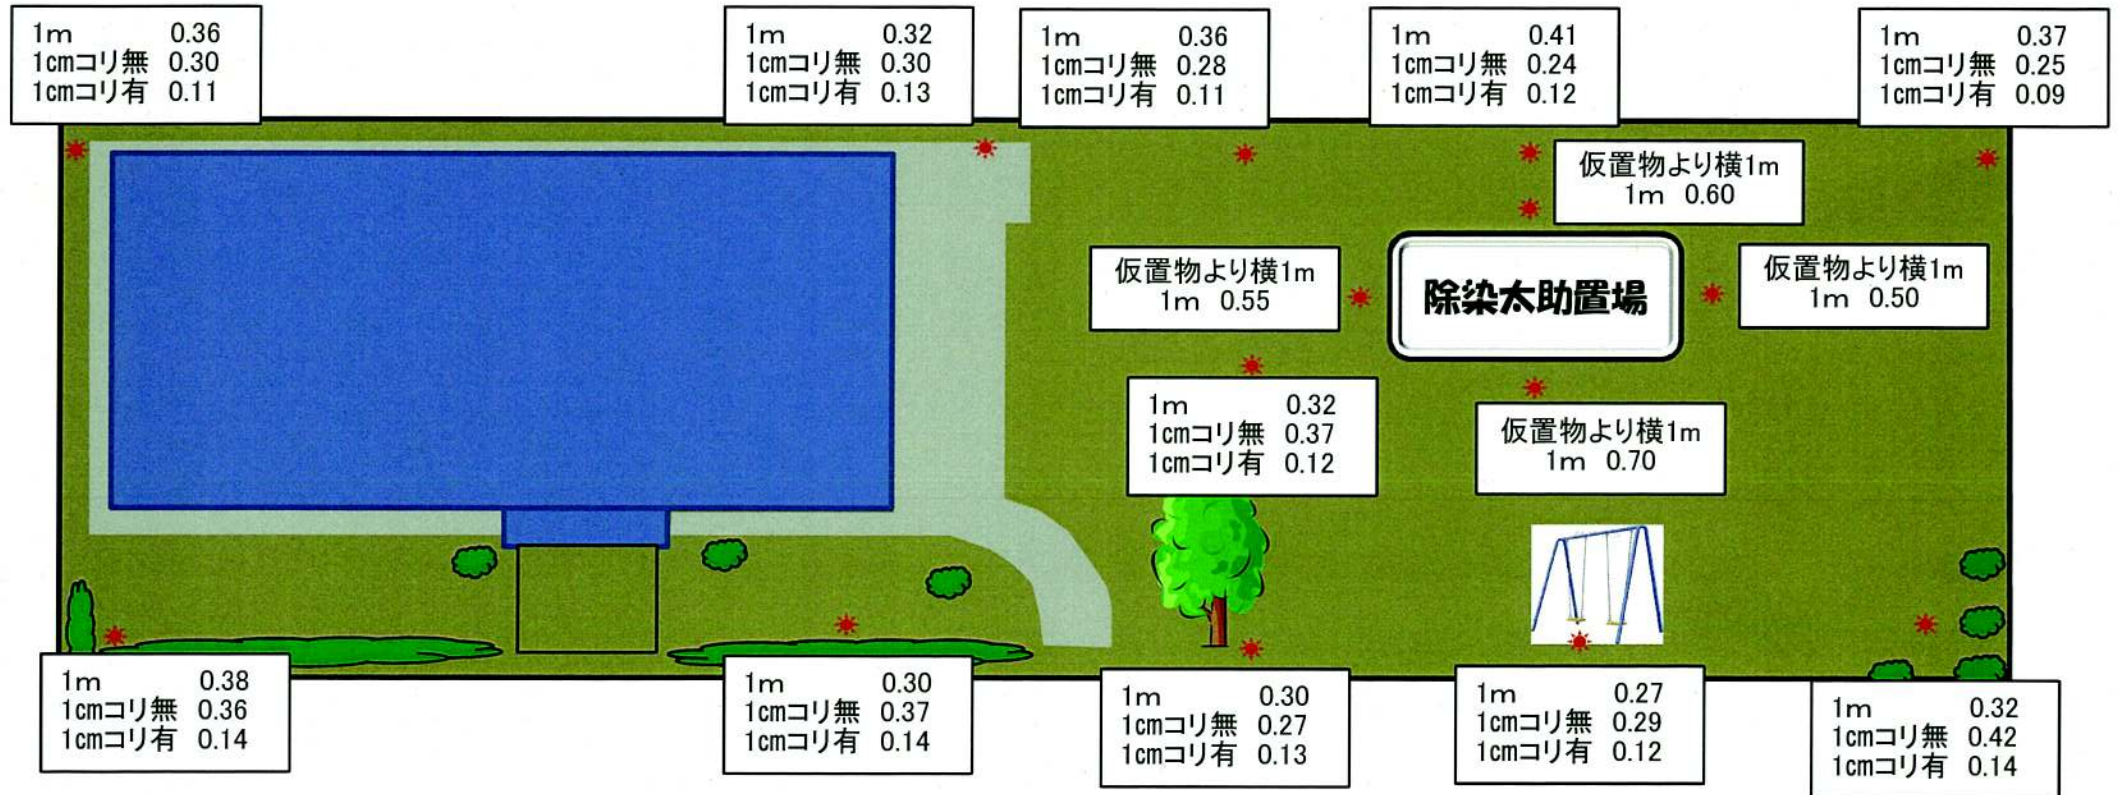 1m 0.36
1cmコリ無 0.30
1cmコリ有 0.11
1m 0.32
1cmコリ無 0.30
1cmコリ有 0.13
1m 0.36
1cmコリ無 0.28
1cmコリ有 0.11
1m 0.41
1cmコリ無 0.24
1cmコリ有 0.12
1m 0.37
1cmコリ無 0.25
1cmコリ有 0.09
仮置物より横1m
1m 0.60
仮置物より横1m
1m 0.55
除染太助置場
仮置物より横1m
1m 0.50
1m 0.32
1cmコリ無 0.37
1cmコリ有 0.12
仮置物より横1m
1m 0.70
1m 0.38
1cmコリ無 0.36
1cmコリ有 0.14
1m 0.30
1cmコリ無 0.37
1cmコリ有 0.14
1m 0.30
1cmコリ無 0.27
1cmコリ有 0.13
1m 0.27
1cmコリ無 0.29
1cmコリ有 0.12
1m 0.32
1cmコリ無 0.42
1cmコリ有 0.14